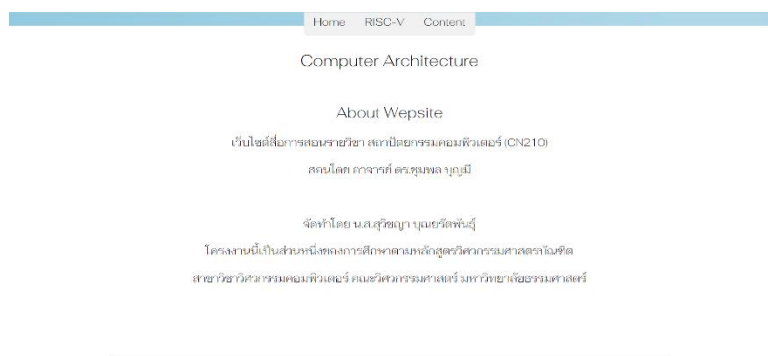 Home RISC-V Content
Computer Architecture
About Wepsite
เว็บไซต์สื่อการสอนรายวิชา สถาปัตยกรรมคอมพิวเตอร์ (CN210)
สอนโดย อาจารย์ ดร.ชุมพล บุญมี
จัดทำโดย น.ส.สุวิชญา บุณยรัตพันธุ์
โครงงานนี้เป็นส่วนหนึ่งของการศึกษาตามหลักสูตรวิศวกรรมศาสตรบัณฑิต
สาขาวิชาวิศวกรรมคอมพิวเตอร์ คณะวิศวกรรมศาสตร์ มหาวิทยาลัยธรรมศาสตร์